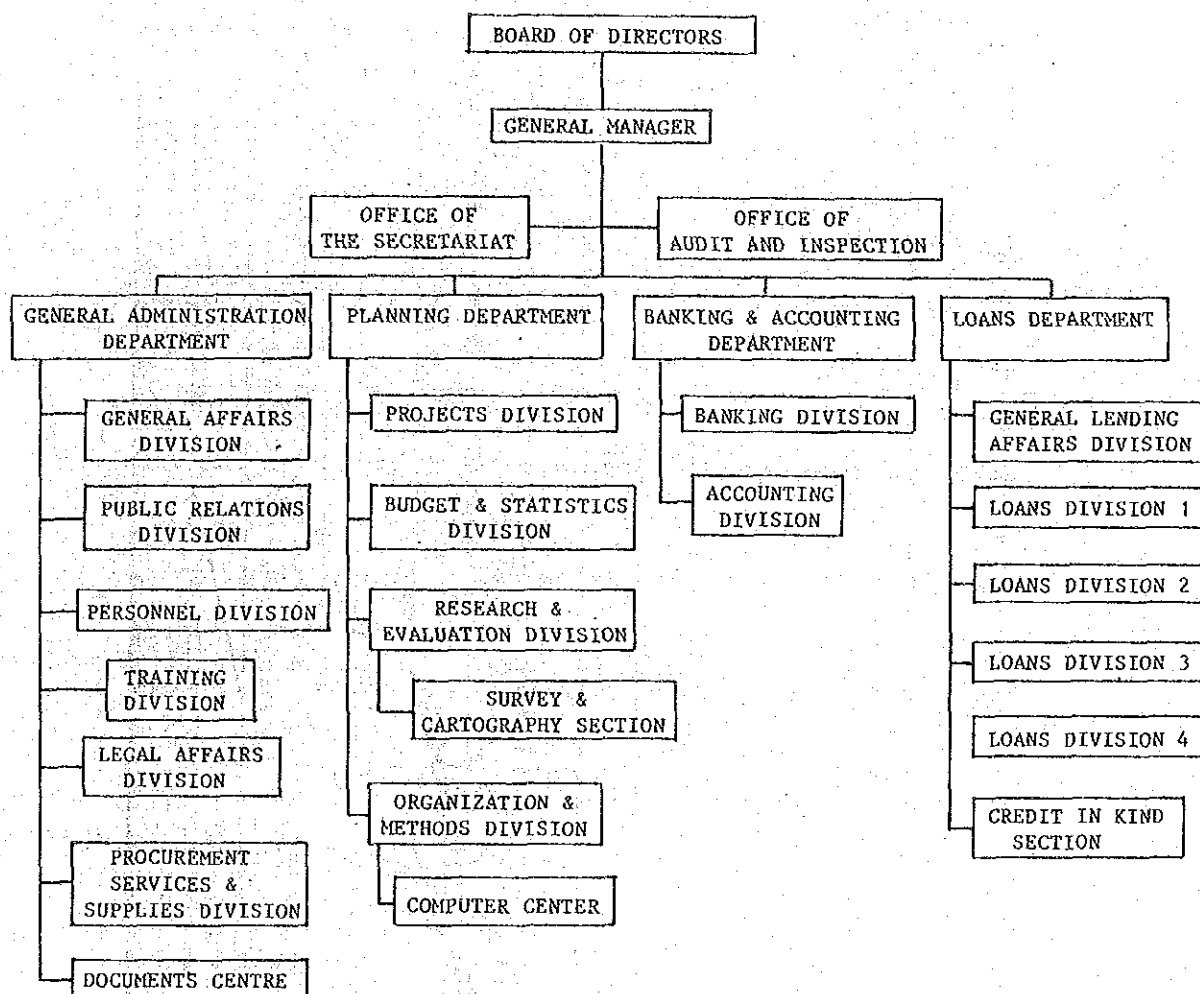 BOARD OF DIRECTORS
GENERAL MANAGER
OFFICE OF
THE SECRETARIAT
OFFICE OF
AUDIT AND INSPECTION
GENERAL ADMINISTRATION
DEPARTMENT
GENERAL AFFAIRS
DIVISION
PUBLIC RELATIONS
DIVISION
PERSONNEL DIVISION
TRAINING
DIVISION
LEGAL AFFAIRS
DIVISION
PROCUREMENT
SERVICES &
SUPPLIES DIVISION
DOCUMENTS CENTRE
PLANNING DEPARTMENT
PROJECTS DIVISION
BUDGET & STATISTICS
DIVISION
RESEARCH &
EVALUATION DIVISION
SURVEY &
CARTOGRAPHY SECTION
ORGANIZATION &
METHODS DIVISION
COMPUTER CENTER
BANKING & ACCOUNTING
DEPARTMENT
BANKING DIVISION
ACCOUNTING
DIVISION
LOANS DEPARTMENT
GENERAL LENDING
AFFAIRS DIVISION
LOANS DIVISION 1
LOANS DIVISION 2
LOANS DIVISION 3
LOANS DIVISION 4
CREDIT IN KIND
SECTION